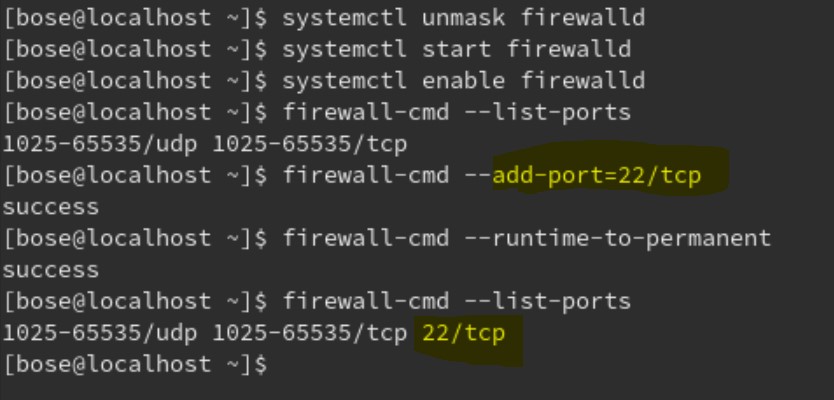 [bose@localhost ~]$ systemctl unmask firewalld
[bose@localhost ~]$ systemctl start firewalld
[bose@localhost ~]$ systemctl enable firewalld
[bose@localhost ~]$ firewall-cmd --list-ports
1025-65535/udp 1025-65535/tcp
[bose@localhost ~]$ firewall-cmd --add-port=22/tcp
success
[bose@localhost ~]$ firewall-cmd --runtime-to-permanent
success
[bose@localhost ~]$ firewall-cmd --list-ports
1025-65535/udp 1025-65535/tcp 22/tcp
[bose@localhost ~]$